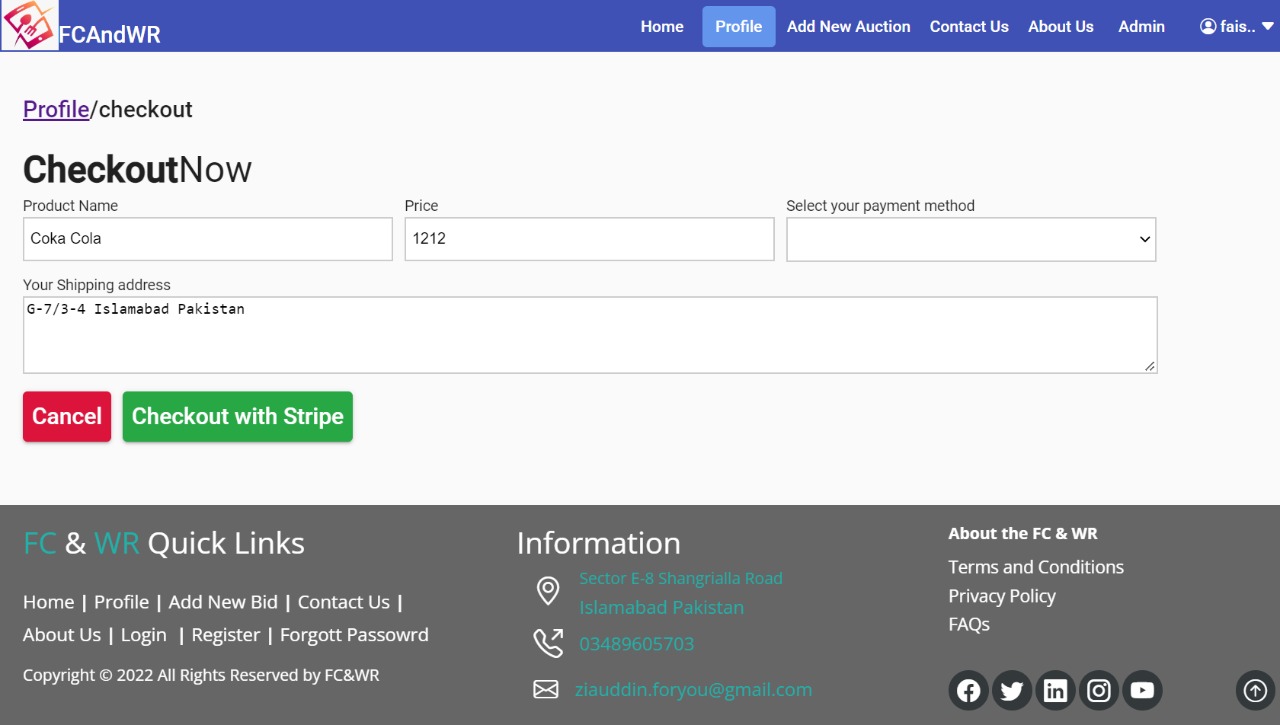 FCAndWR
Home Profile Add New Auction Contact Us About Us Admin fais..
Profile/checkout
CheckoutNow
Product Name Price Select your payment method
Coka Cola 1212
Your Shipping address
G-7/3-4 Islamabad Pakistan
Cancel Checkout with Stripe
FC & WR Quick Links
Home | Profile | Add New Bid | Contact Us |
About Us | Login | Register | Forgott Passowrd
Copyright © 2022 All Rights Reserved by FC&WR
Information
Sector E-8 Shangrialla Road
Islamabad Pakistan
03489605703
ziauddin.foryou@gmail.com
About the FC & WR
Terms and Conditions
Privacy Policy
FAQs